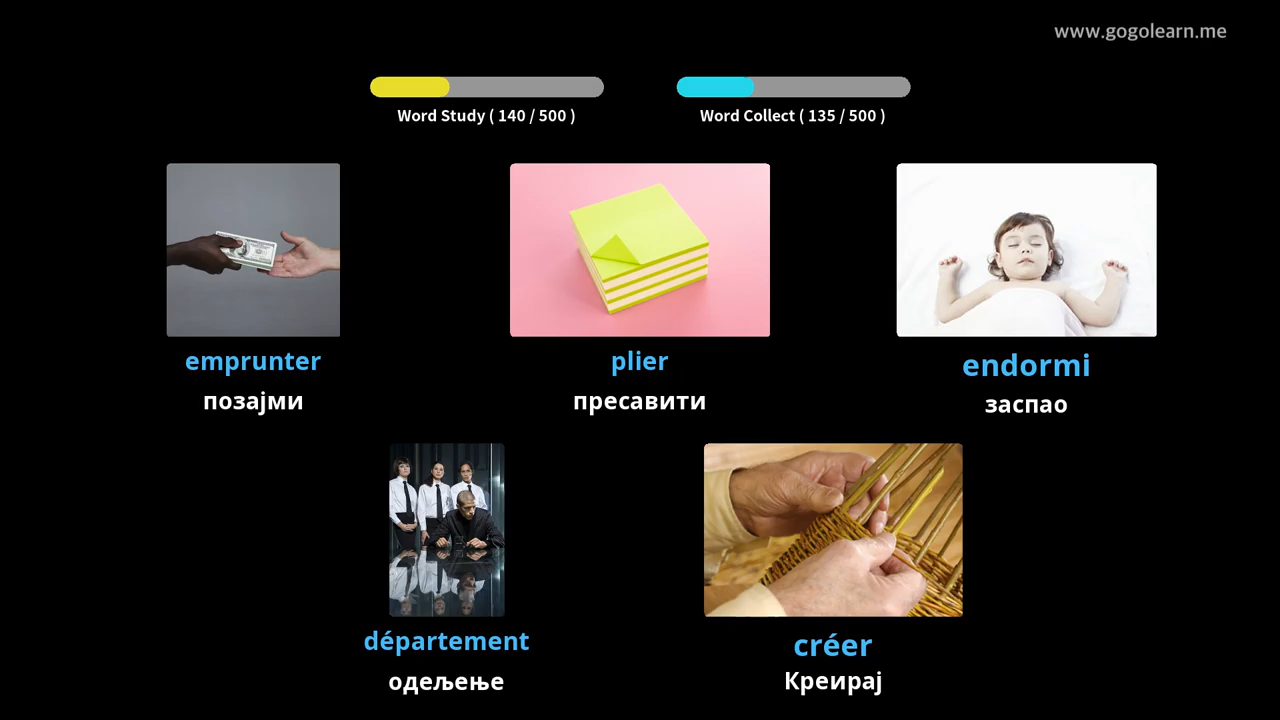 www.gogolearn.me
Word Study ( 140 / 500 )
Word Collect ( 135 / 500 )
emprunter
позајми
plier
пресавити
endormi
заспао
département
одељење
créer
Креирај